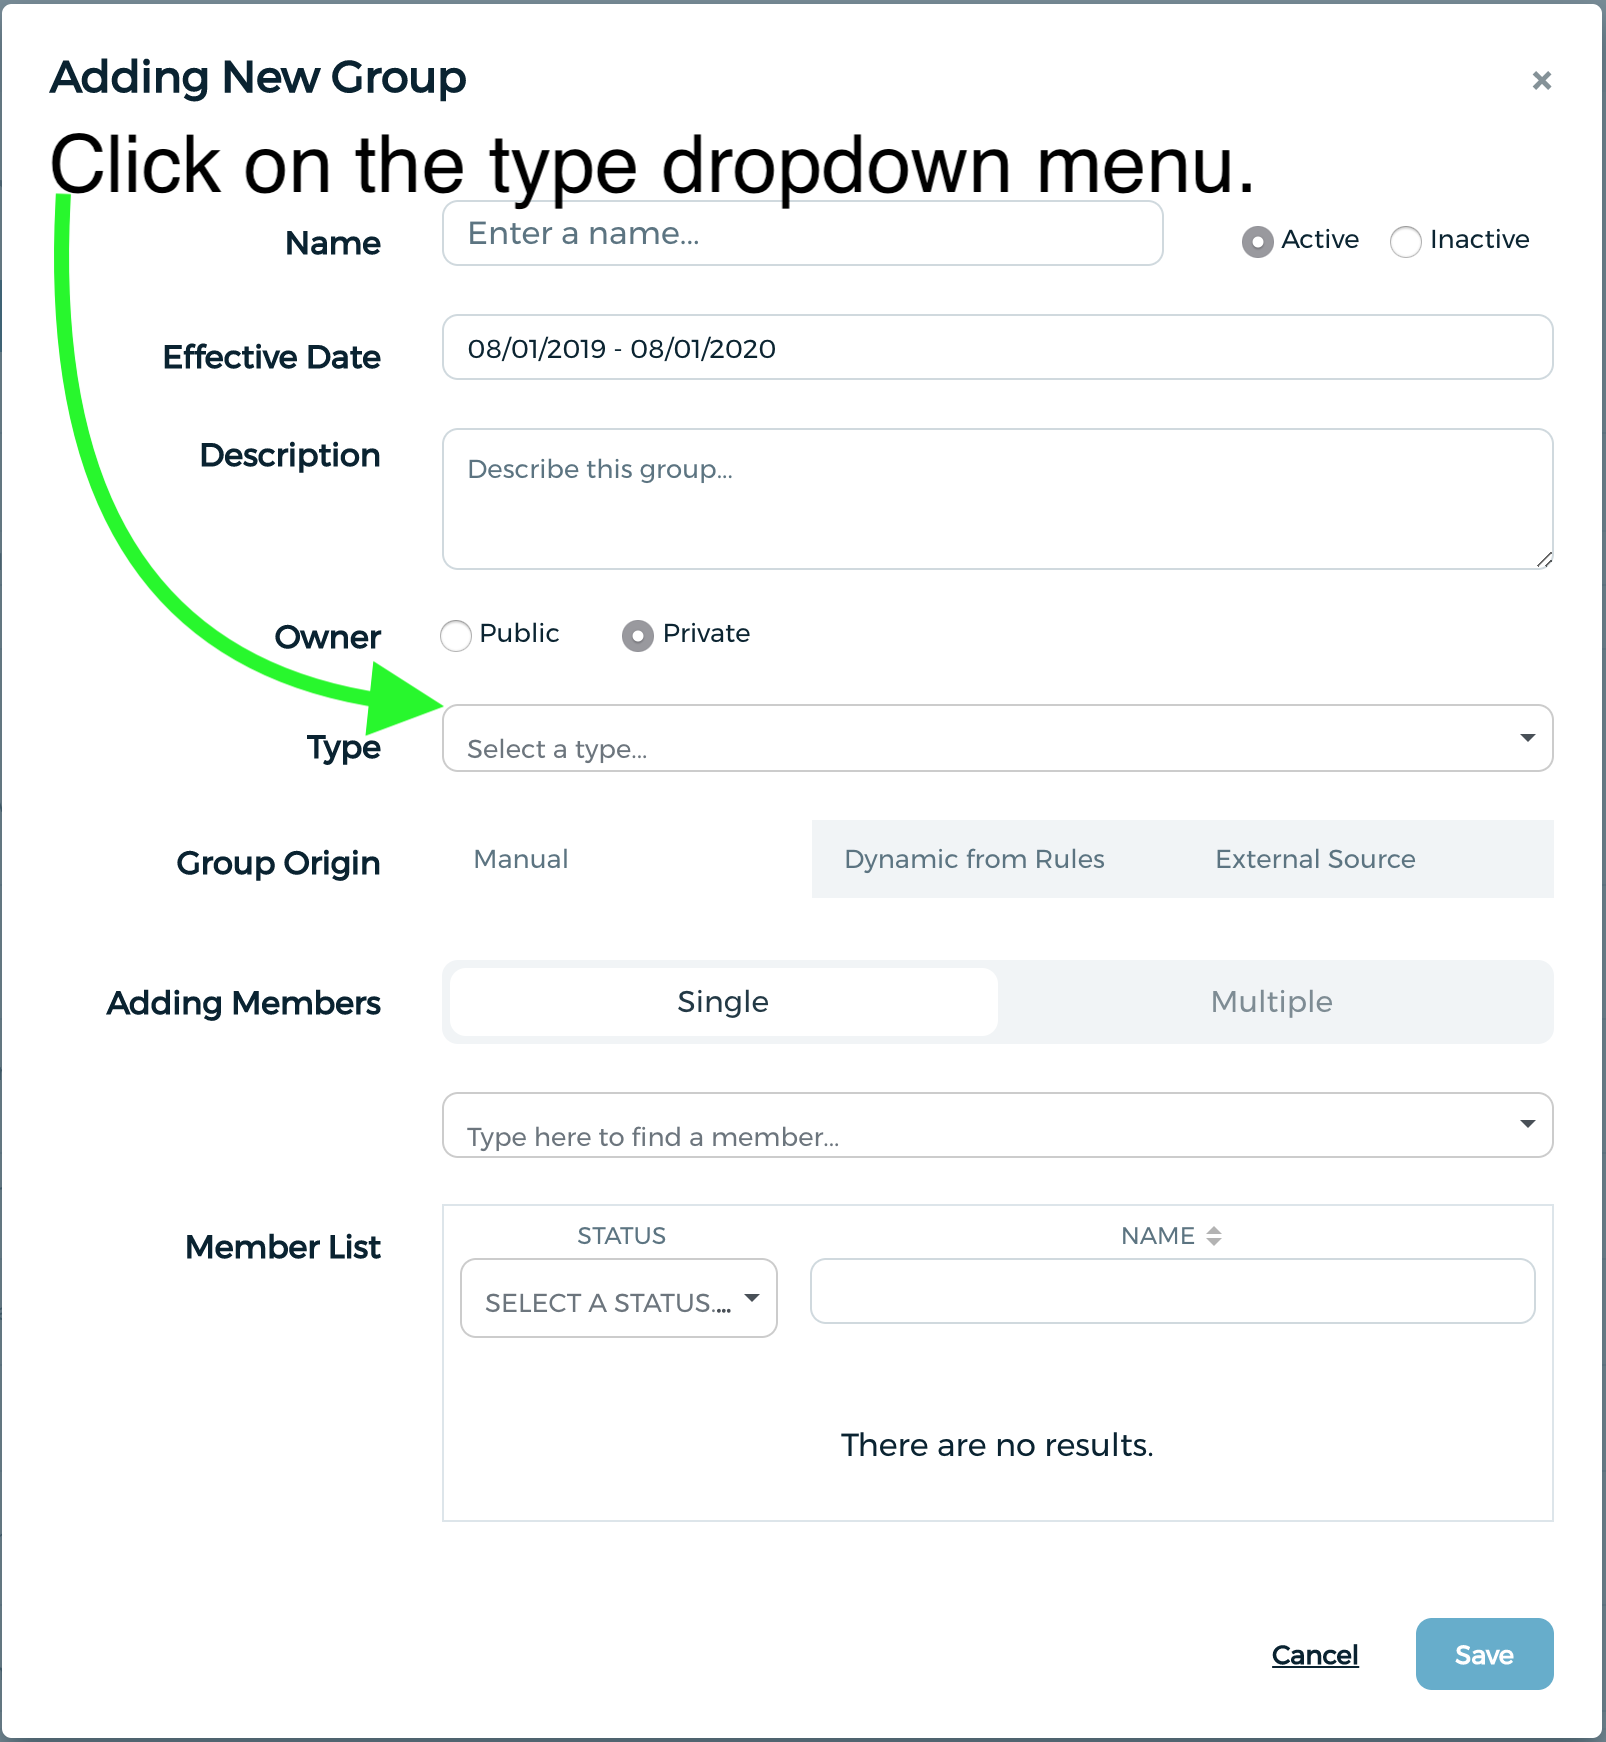 Adding New Group
×
Click on the type dropdown menu.
Name
Enter a name...
Active
Inactive
Effective Date
08/01/2019 - 08/01/2020
Description
Describe this group...
Owner
Public
Private
Type
Select a type...
Group Origin
Manual
Dynamic from Rules
External Source
Adding Members
Single
Multiple
Type here to find a member...
Member List
STATUS
NAME
SELECT A STATUS....
There are no results.
Cancel
Save